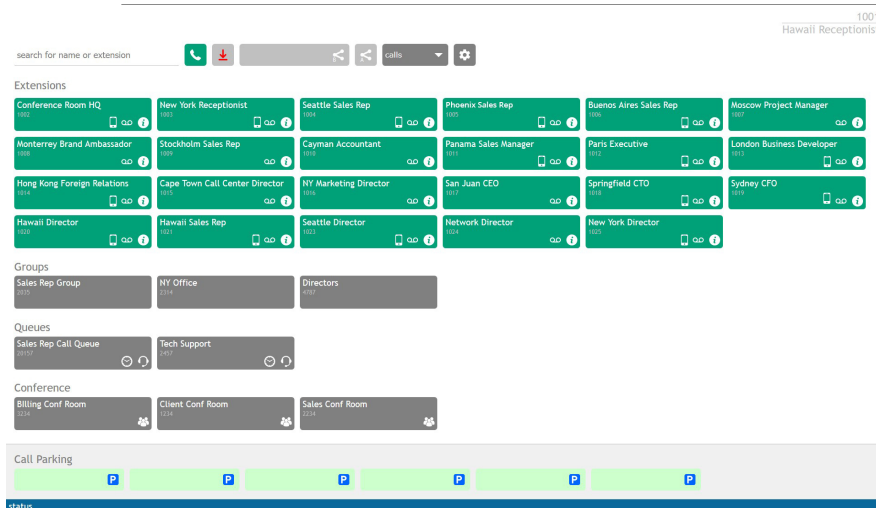 100
Hawaii Receptionis
search for name or extension
calls
Extensions
Conference Room HQ
1002
New York Receptionist
1003
Seattle Sales Rep
1004
Phoenix Sales Rep
1005
Buenos Aires Sales Rep
1006
Moscow Project Manager
1007
Monterrey Brand Ambassador
1008
Stockholm Sales Rep
1009
Cayman Accountant
1010
Panama Sales Manager
1011
Paris Executive
1012
London Business Developer
1013
Hong Kong Foreign Relations
1014
Cape Town Call Center Director
1015
NY Marketing Director
1016
San Juan CEO
1017
Springfield CTO
1018
Sydney CFO
1019
Hawaii Director
1020
Hawaii Sales Rep
1021
Seattle Director
1023
Network Director
1024
New York Director
1025
Groups
Sales Rep Group
2035
NY Office
2314
Directors
4787
Queues
Sales Rep Call Queue
20157
Tech Support
2457
Conference
Billing Conf Room
3234
Client Conf Room
1234
Sales Conf Room
2234
Call Parking
P
P
P
P
P
P
status